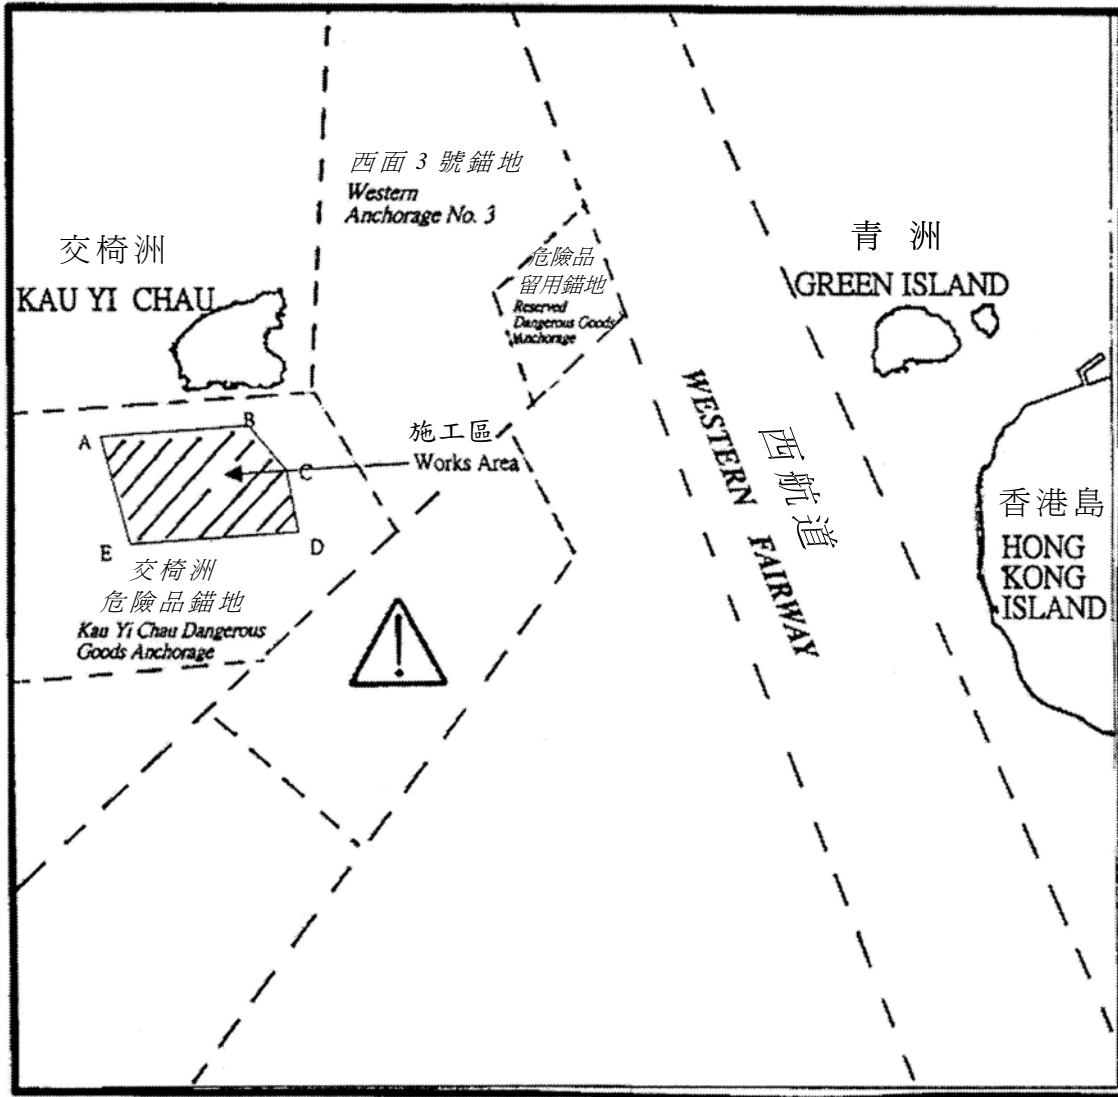 西面 3 號錨地
Western
Anchorage No. 3
交椅洲
KAU YI CHAU
危險品
留用錨地
Reserved
Dangerous Goods
Anchorage
青 洲
GREEN ISLAND
A
B
C
D
E
施工區
Works Area
交椅洲
危險品錨地
Kau Yi Chau Dangerous
Goods Anchorage
WESTERN FAIRWAY
西航道
香港島
HONG
KONG
ISLAND